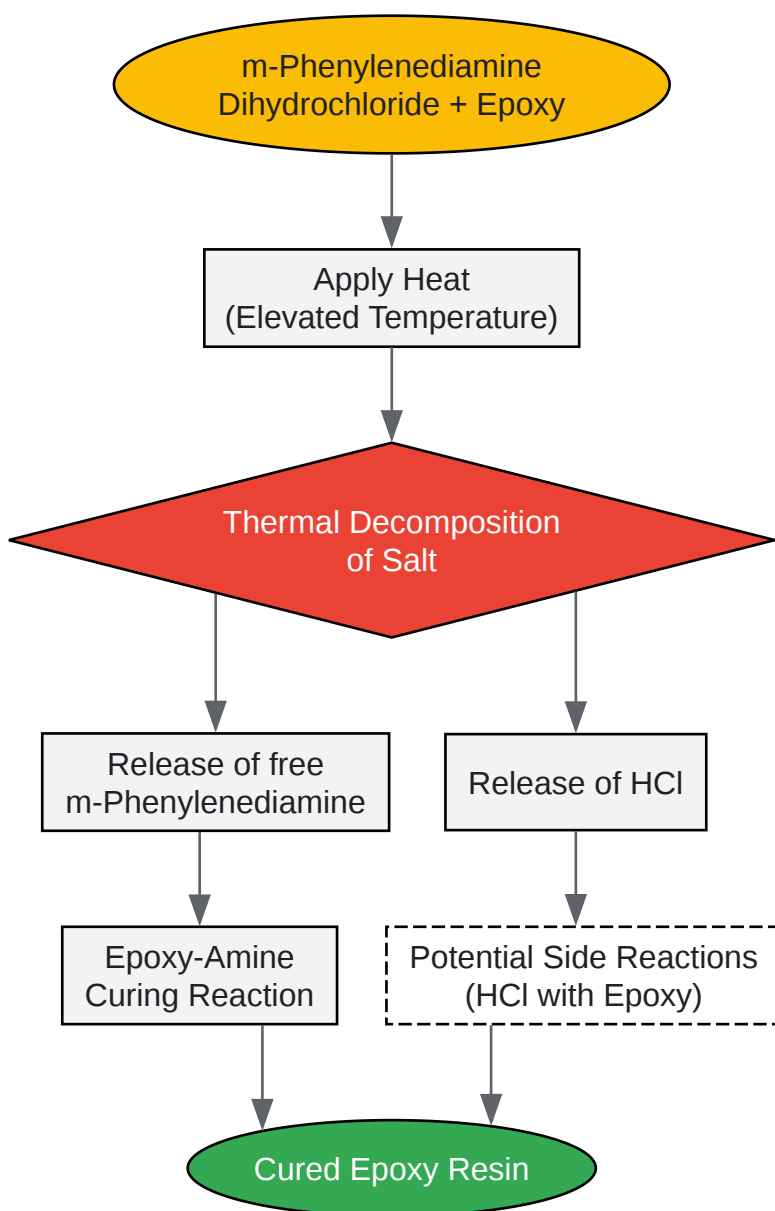 m-Phenylenediamine
Dihydrochloride + Epoxy
Apply Heat
(Elevated Temperature)
Thermal Decomposition
of Salt
Release of free
m-Phenylenediamine
Release of HCl
Epoxy-Amine
Curing Reaction
Potential Side Reactions
(HCl with Epoxy)
Cured Epoxy Resin